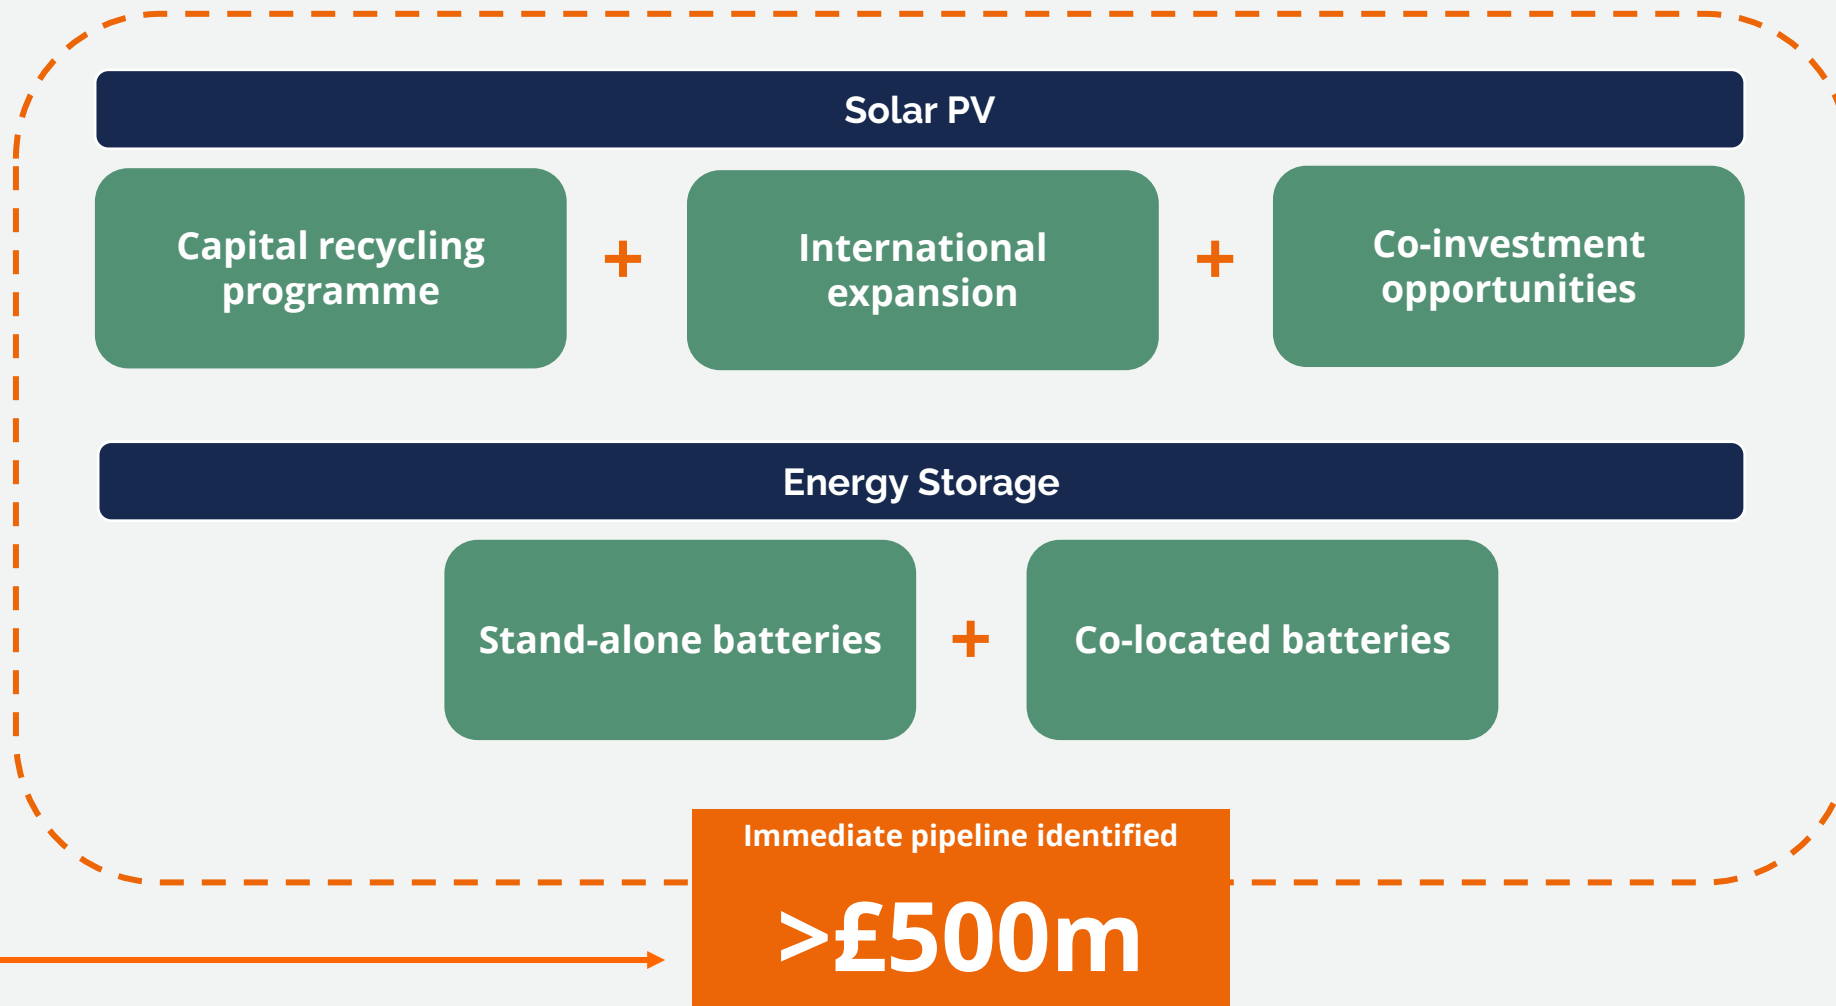 Solar PV
Capital recycling
programme
+
International
expansion
+
Co-investment
opportunities
Energy Storage
Stand-alone batteries
+
Co-located batteries
Immediate pipeline identified
>£500m